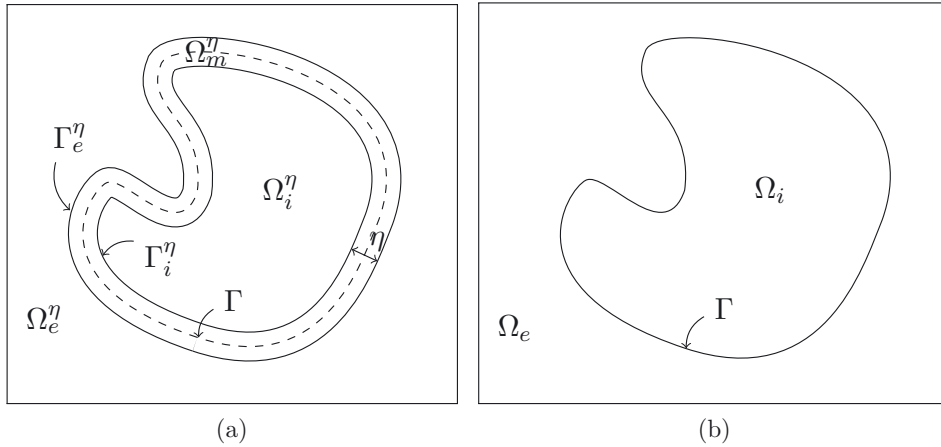 Ω_m^η
Γ_e^η
Ω_i^η
Ω_i
η
Γ_i^η
Γ
Γ
Ω_e^η
Ω_e
(a)
(b)